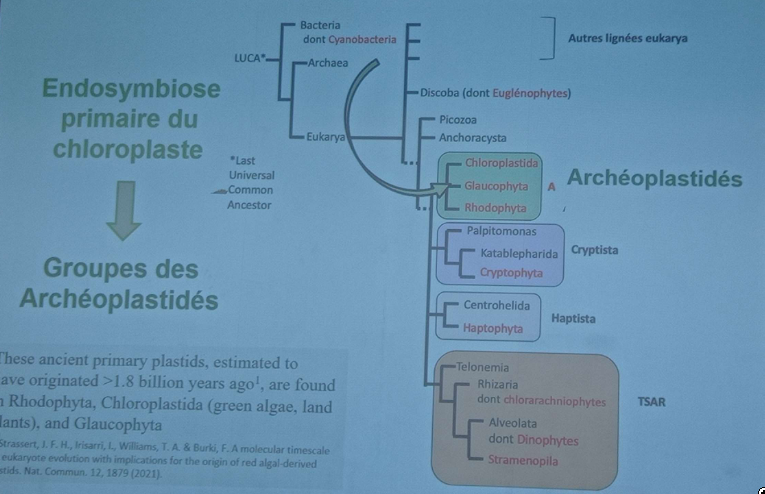 Bacteria
dont Cyanobacteria
LUCA*
Archaea
Eukarya
Autres lignées eukarya
Discoba (dont Euglénophytes)
Picozoa
Anchoracysta
Endosymbiose
primaire du
chloroplaste
*Last
Universal
Common
Ancestor
Chloroplastida
Glaucophyta
Rhodophyta
A
Archéoplastidés
Palpitomonas
Katablepharida
Cryptophyta
Cryptista
Groupes des
Archéoplastidés
Centrohelida
Haptophyta
Haptista
Telonemia
Rhizaria
dont chlorarachniophytes
Alveolata
dont Dinophytes
Stramenopila
TSAR
These ancient primary plastids, estimated to
ave originated >1.8 billion years ago¹, are found
n Rhodophyta, Chloroplastida (green algae, land
lants), and Glaucophyta
Strassert, J. F. H., Irisarri, I., Williams, T. A. & Burki, F. A molecular timescale
eukaryote evolution with implications for the origin of red algal-derived
stids. Nat. Commun. 12, 1879 (2021).